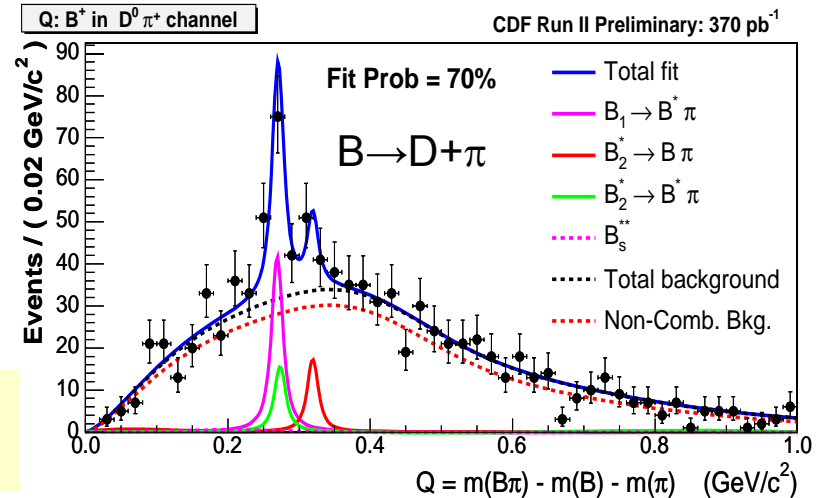 Q: B⁺ in D⁰ π⁺ channel
CDF Run II Preliminary: 370 pb⁻¹
Events / ( 0.02 GeV/c² )
90
80
70
60
50
40
30
20
10
0
Fit Prob = 70%
B→D+π
Total fit
B₁ → B* π
B₂* → B π
B₂* → B* π
Bₛ**
Total background
Non-Comb. Bkg.
0.0 0.2 0.4 0.6 0.8 1.0
Q = m(Bπ) - m(B) - m(π) (GeV/c²)